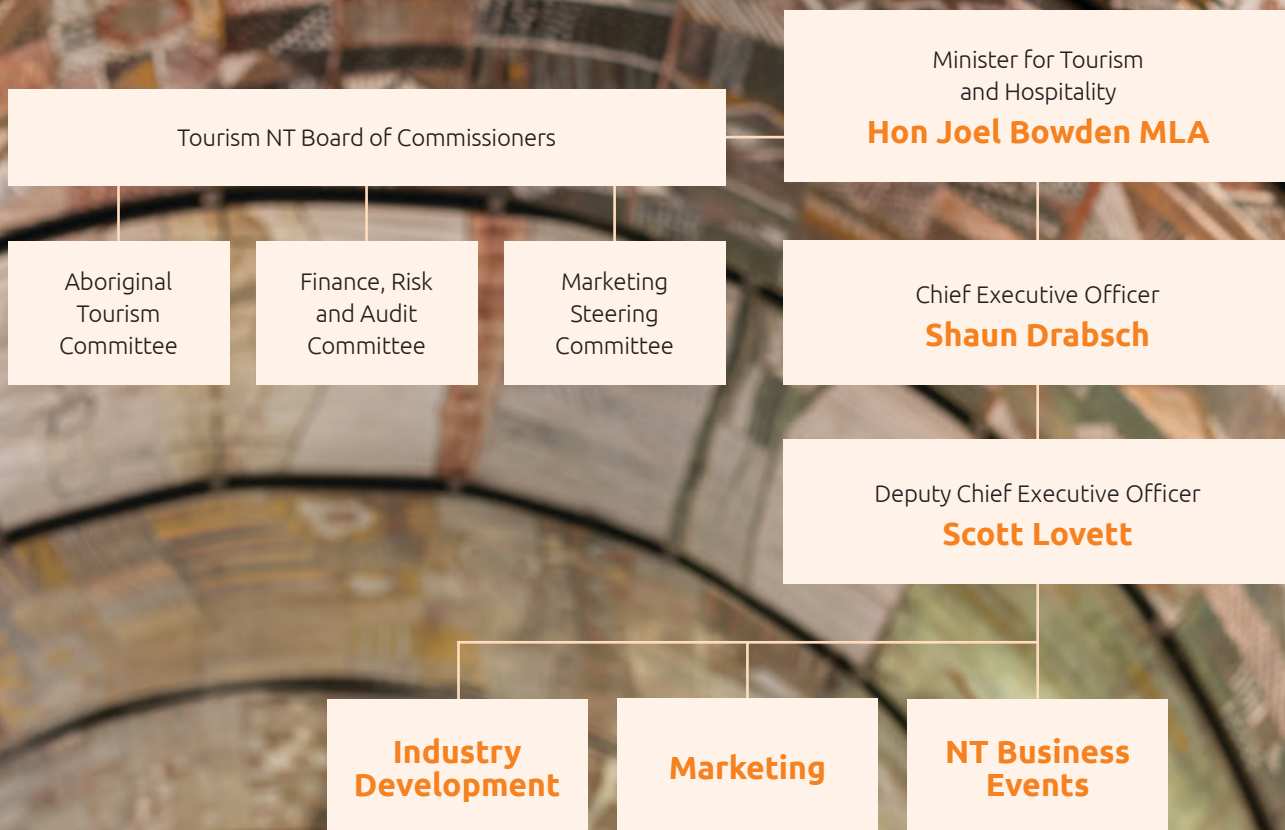 Minister for Tourism
and Hospitality
Hon Joel Bowden MLA
Tourism NT Board of Commissioners
Aboriginal
Tourism
Committee
Finance, Risk
and Audit
Committee
Marketing
Steering
Committee
Chief Executive Officer
Shaun Drabsch
Deputy Chief Executive Officer
Scott Lovett
Industry
Development
Marketing
NT Business
Events